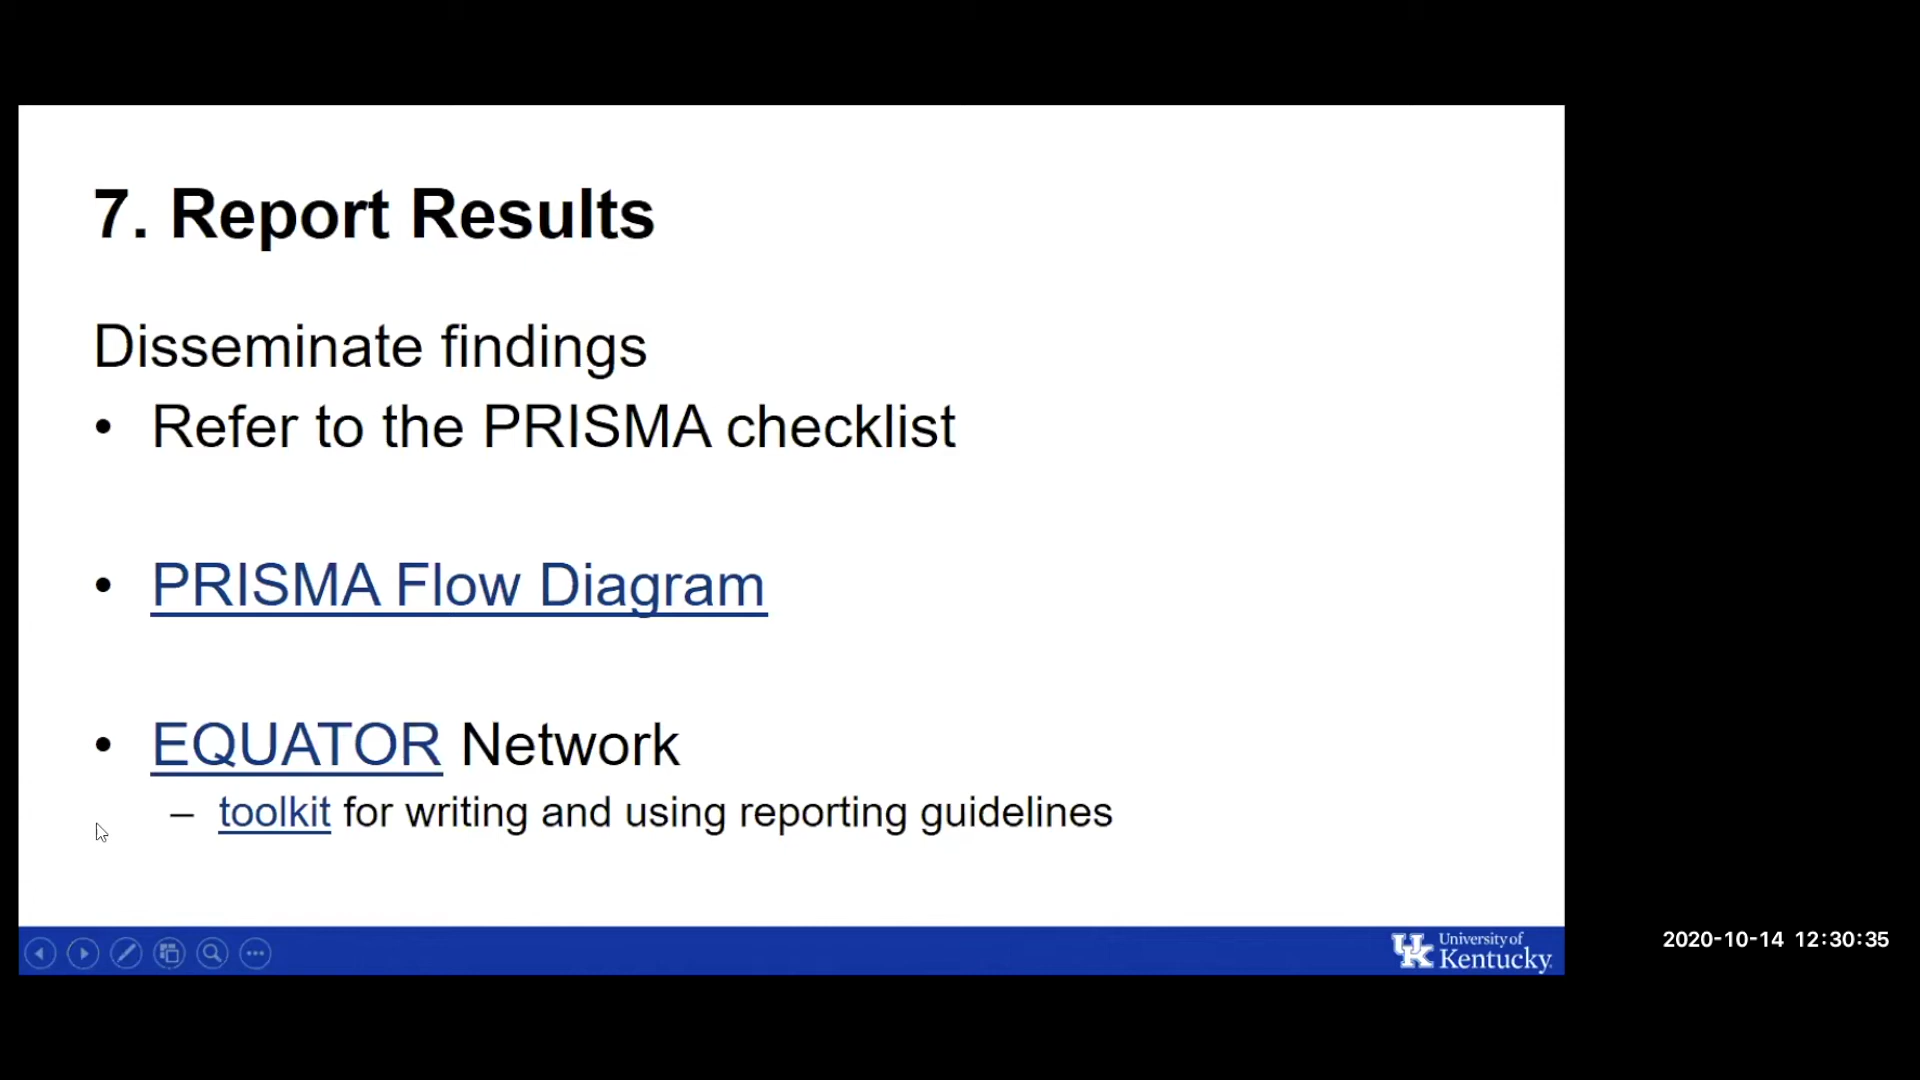 7. Report Results
Disseminate findings
• Refer to the PRISMA checklist
• PRISMA Flow Diagram
• EQUATOR Network
– toolkit for writing and using reporting guidelines
UK University of
Kentucky.
2020-10-14 12:30:35